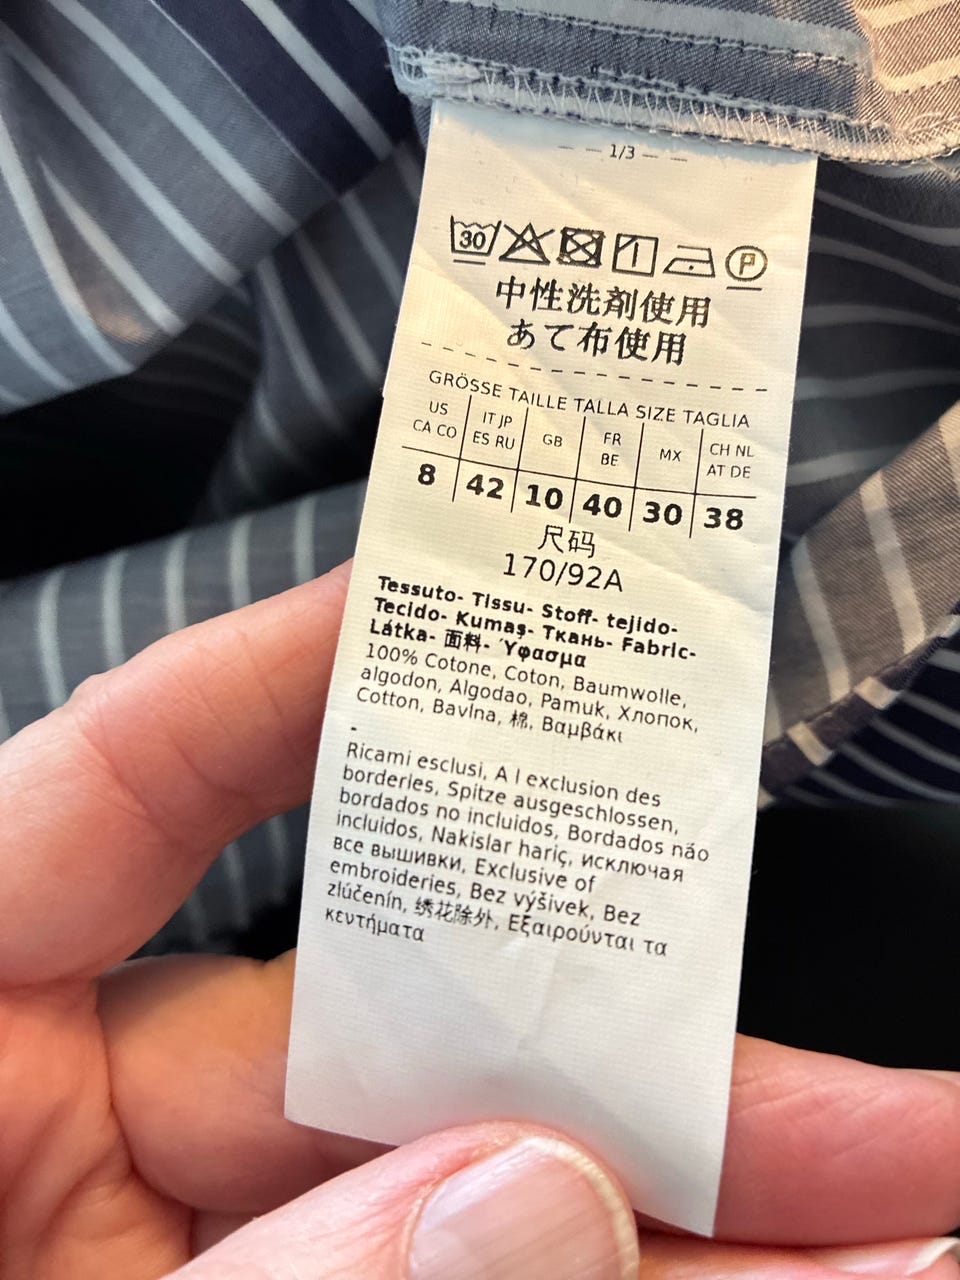 — — 1/3 — —
30 P
中性洗剤使用
あて布使用
GRÖSSE TAILLE TALLA SIZE TAGLIA
US CA CO IT JP ES RU GB FR BE MX CH NL AT DE
8 42 10 40 30 38
尺码
170/92A
Tessuto- Tissu- Stoff- tejido-
Tecido- Kumaş- Ткань- Fabric-
Látka- 面料- Ύφασμα
100% Cotone, Coton, Baumwolle,
algodon, Algodao, Pamuk, Хлопок,
Cotton, Bavlna, 棉, Βαμβάκι
-
Ricami esclusi, A l exclusion des
borderies, Spitze ausgeschlossen,
bordados no incluidos, Bordados não
incluidos, Nakislar hariç, исключая
все вышивки, Exclusive of
embroideries, Bez výšivek, Bez
zlúčenín, 绣花除外, Εξαιρούνται τα
κεντήματα